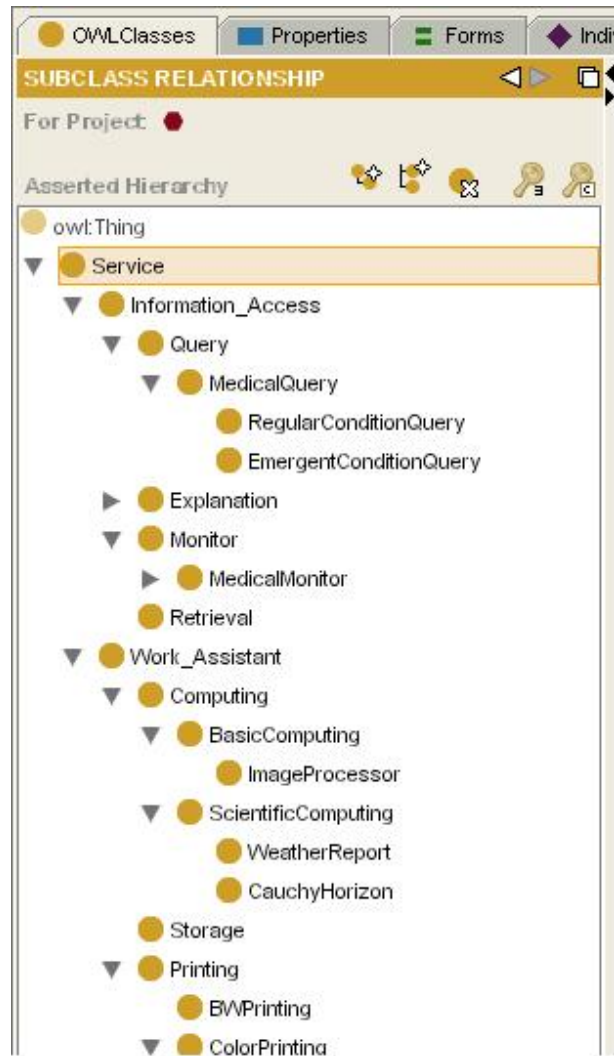 OWLClasses Properties Forms Indi
SUBCLASS RELATIONSHIP
For Project:
Asserted Hierarchy
owl:Thing
Service
Information_Access
Query
MedicalQuery
RegularConditionQuery
EmergentConditionQuery
Explanation
Monitor
MedicalMonitor
Retrieval
Work_Assistant
Computing
BasicComputing
ImageProcessor
ScientificComputing
WeatherReport
CauchyHorizon
Storage
Printing
BWPrinting
ColorPrinting